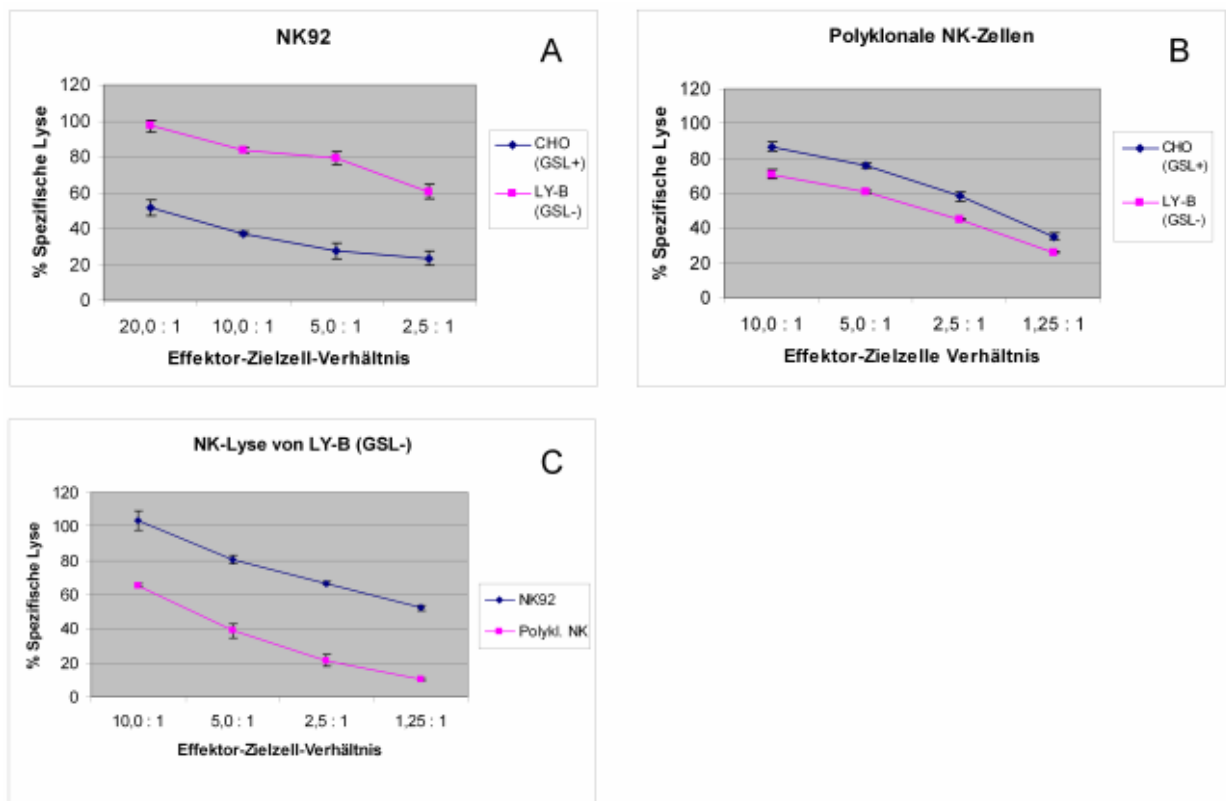 NK92
A
% Spezifische Lyse
120
100
80
60
40
20
0
20,0 : 1
10,0 : 1
5,0 : 1
2,5 : 1
Effektor-Zielzell-Verhältnis
CHO
(GSL+)
LY-B
(GSL-)
Polyklonale NK-Zellen
B
% Spezifische Lyse
120
100
80
60
40
20
0
10,0 : 1
5,0 : 1
2,5 : 1
1,25 : 1
Effektor-Zielzelle Verhältnis
CHO
(GSL+)
LY-B
(GSL-)
NK-Lyse von LY-B (GSL-)
C
% Spezifische Lyse
120
100
80
60
40
20
0
10,0 : 1
5,0 : 1
2,5 : 1
1,25 : 1
Effektor-Zielzell-Verhältnis
NK92
Polykl. NK